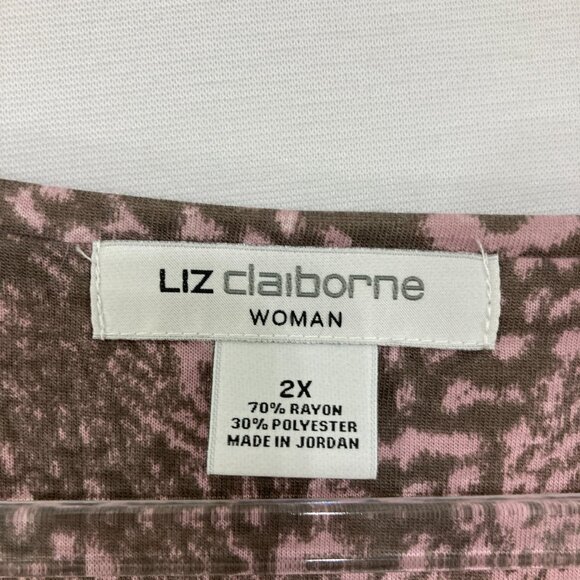 LIZ claiborne
WOMAN
2X
70% RAYON
30% POLYESTER
MADE IN JORDAN